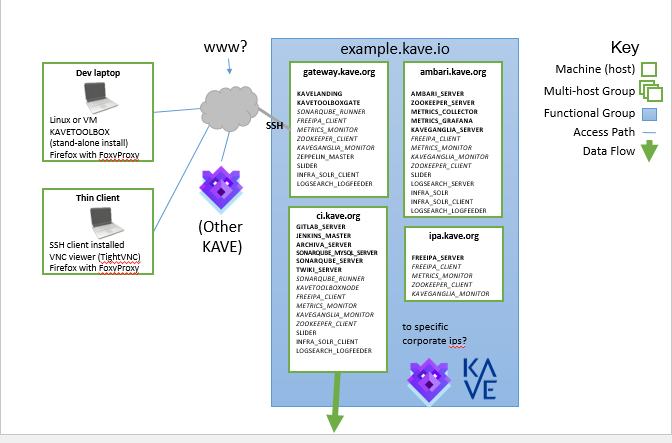 www?
example.kave.io
Key
Machine (host)
Multi-host Group
Functional Group
Access Path
Data Flow
Dev laptop
Linux or VM
KAVETOOLBOX
(stand-alone install)
Firefox with FoxyProxy
Thin Client
SSH client installed
VNC viewer (TightVNC)
Firefox with FoxyProxy
SSH
(Other
KAVE)
gateway.kave.org
KAVELANDING
KAVETOOLBOXGATE
SONARQUBE_RUNNER
FREEIPA_CLIENT
METRICS_MONITOR
ZOOKEEPER_CLIENT
KAVEGANGLIA_MONITOR
ZEPPELIN_MASTER
SLIDER
INFRA_SOLR_CLIENT
LOGSEARCH_LOGFEEDER
ambari.kave.org
AMBARI_SERVER
ZOOKEEPER_SERVER
METRICS_COLLECTOR
METRICS_GRAFANA
KAVEGANGLIA_SERVER
FREEIPA_CLIENT
METRICS_MONITOR
KAVEGANGLIA_MONITOR
ZOOKEEPER_CLIENT
SLIDER
LOGSEARCH_SERVER
INFRA_SOLR
INFRA_SOLR_CLIENT
LOGSEARCH_LOGFEEDER
ci.kave.org
GITLAB_SERVER
JENKINS_MASTER
ARCHIVA_SERVER
SONARQUBE_MYSQL_SERVER
SONARQUBE_SERVER
TWIKI_SERVER
SONARQUBE_RUNNER
KAVETOOLBOXNODE
FREEIPA_CLIENT
METRICS_MONITOR
KAVEGANGLIA_MONITOR
ZOOKEEPER_CLIENT
SLIDER
INFRA_SOLR_CLIENT
LOGSEARCH_LOGFEEDER
ipa.kave.org
FREEIPA_SERVER
FREEIPA_CLIENT
METRICS_MONITOR
ZOOKEEPER_CLIENT
KAVEGANGLIA_MONITOR
to specific
corporate ips?
KA
VE